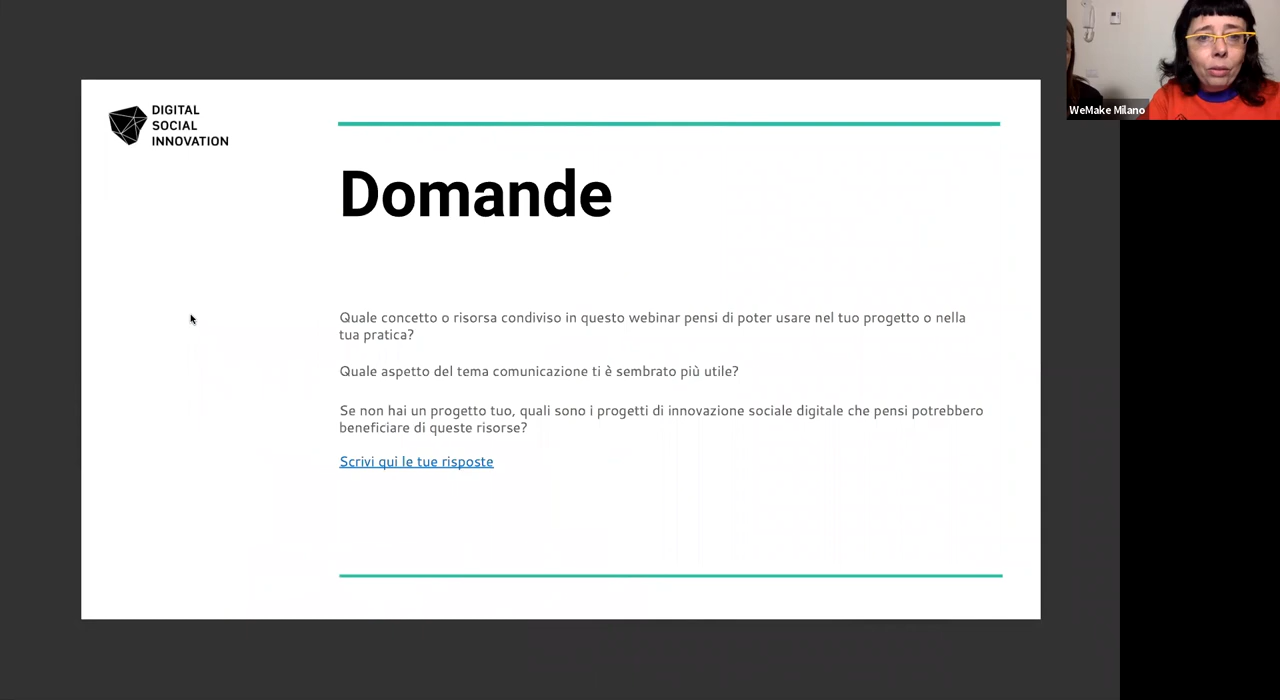 DIGITAL
SOCIAL
INNOVATION
Domande
Quale concetto o risorsa condiviso in questo webinar pensi di poter usare nel tuo progetto o nella
tua pratica?
Quale aspetto del tema comunicazione ti è sembrato più utile?
Se non hai un progetto tuo, quali sono i progetti di innovazione sociale digitale che pensi potrebbero
beneficiare di queste risorse?
Scrivi qui le tue risposte
WeMake Milano